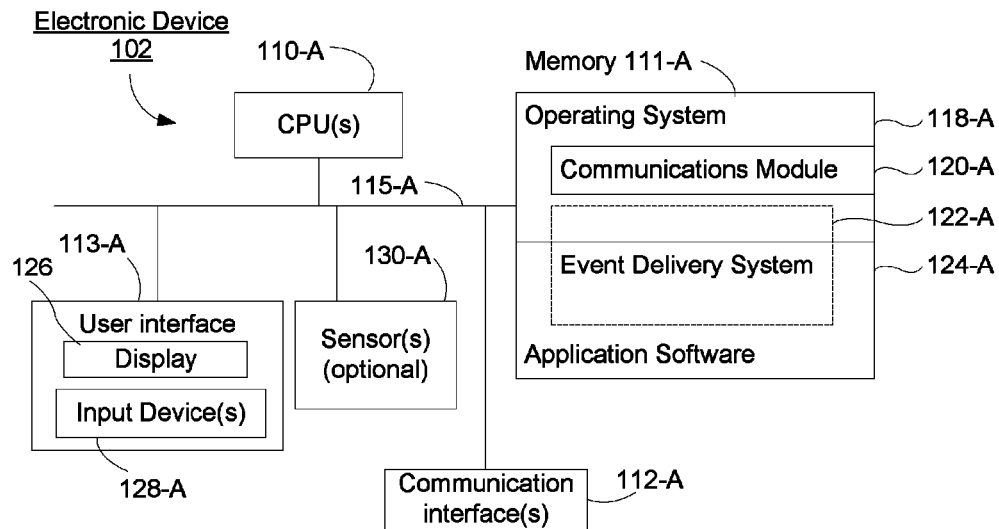 Electronic Device
102
110-A
CPU(s)
Memory 111-A
Operating System
118-A
Communications Module
120-A
115-A
122-A
Event Delivery System
124-A
Application Software
113-A
126
User interface
Display
Input Device(s)
128-A
130-A
Sensor(s)
(optional)
Communication
interface(s)
112-A